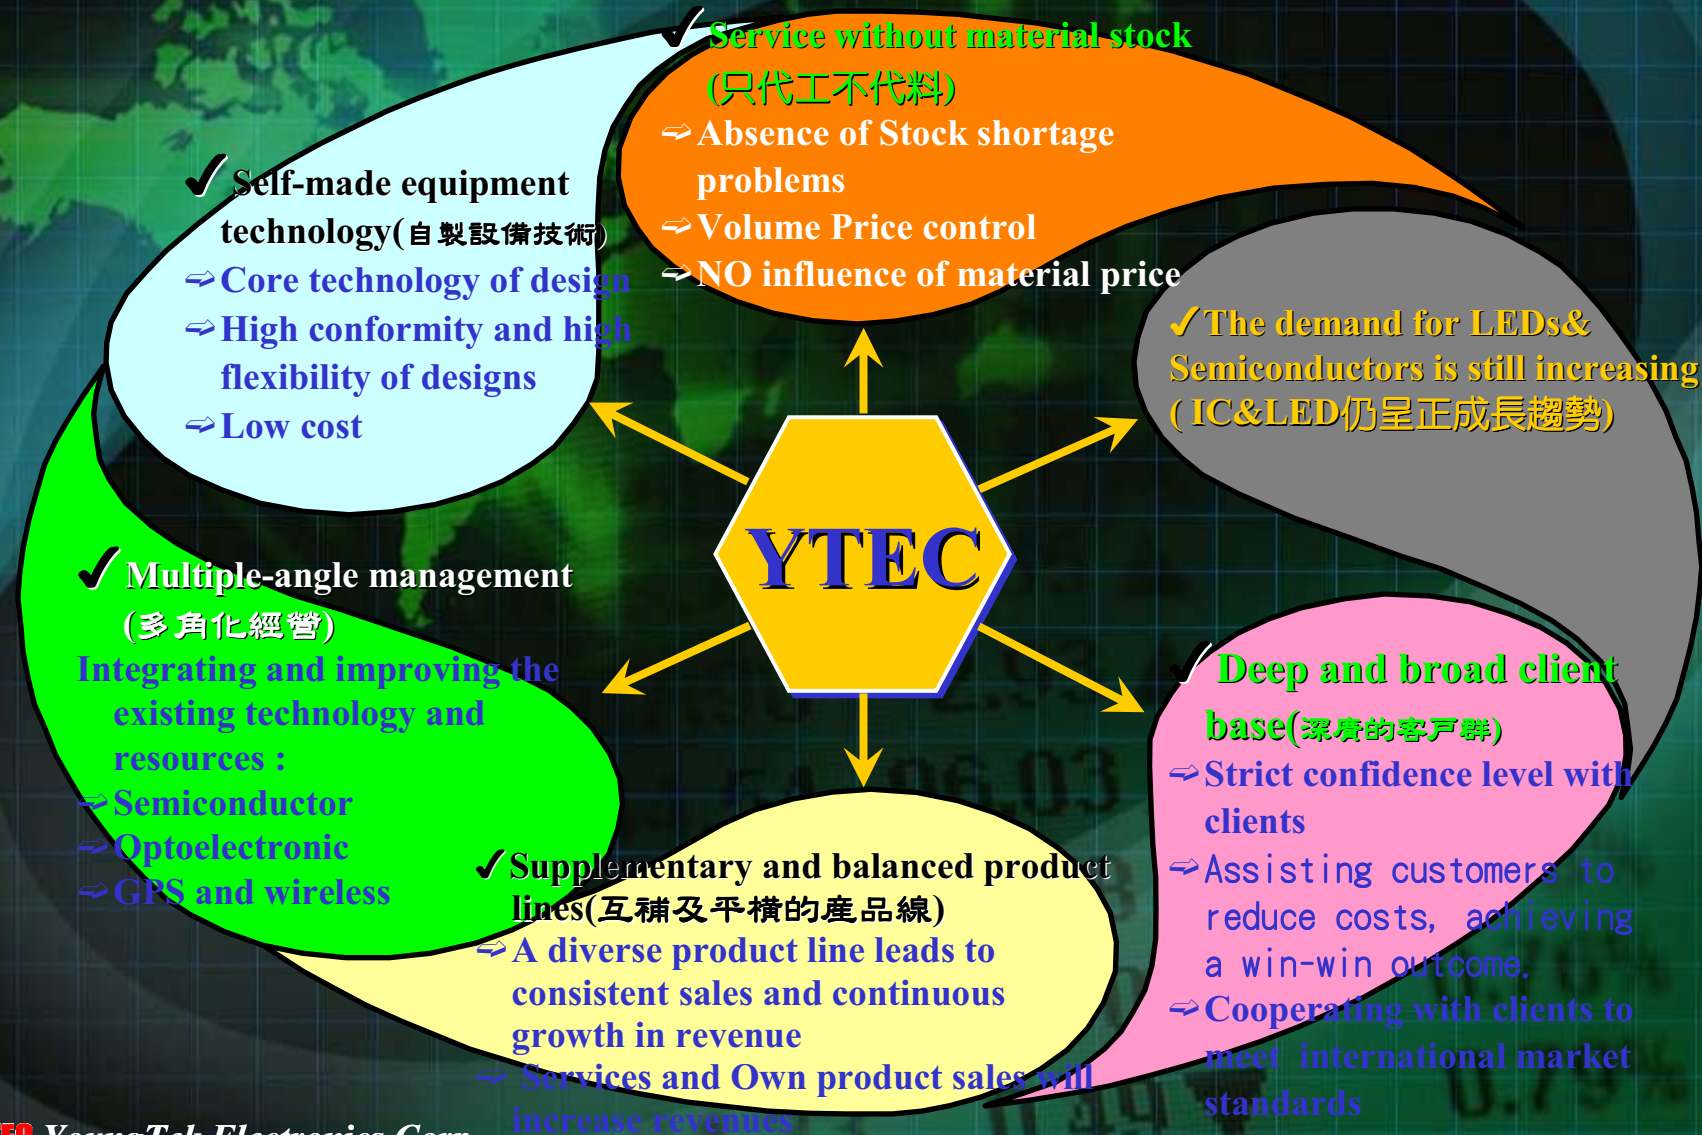 ✓Service without material stock
(只代工不代料)
➫Absence of Stock shortage
problems
➫Volume Price control
➫NO influence of material price
✓Self-made equipment
technology(自製設備技術)
➫Core technology of design
➫High conformity and high
flexibility of designs
➫Low cost
✓The demand for LEDs&
Semiconductors is still increasing
( IC&LED仍呈正成長趨勢)
YTEC
✓Multiple-angle management
(多角化經營)
Integrating and improving the
existing technology and
resources :
➫Semiconductor
➫Optoelectronic
➫GPS and wireless
✓Deep and broad client
base(深廣的客戶群)
➫Strict confidence level with
clients
➫Assisting customers to
reduce costs, achieving
a win-win outcome.
➫Cooperating with clients to
meet international market
standards
✓Supplementary and balanced product
lines(互補及平橫的產品線)
➫A diverse product line leads to
consistent sales and continuous
growth in revenue
➫ Services and Own product sales will
increase revenues
YoungTek Electronics Corp